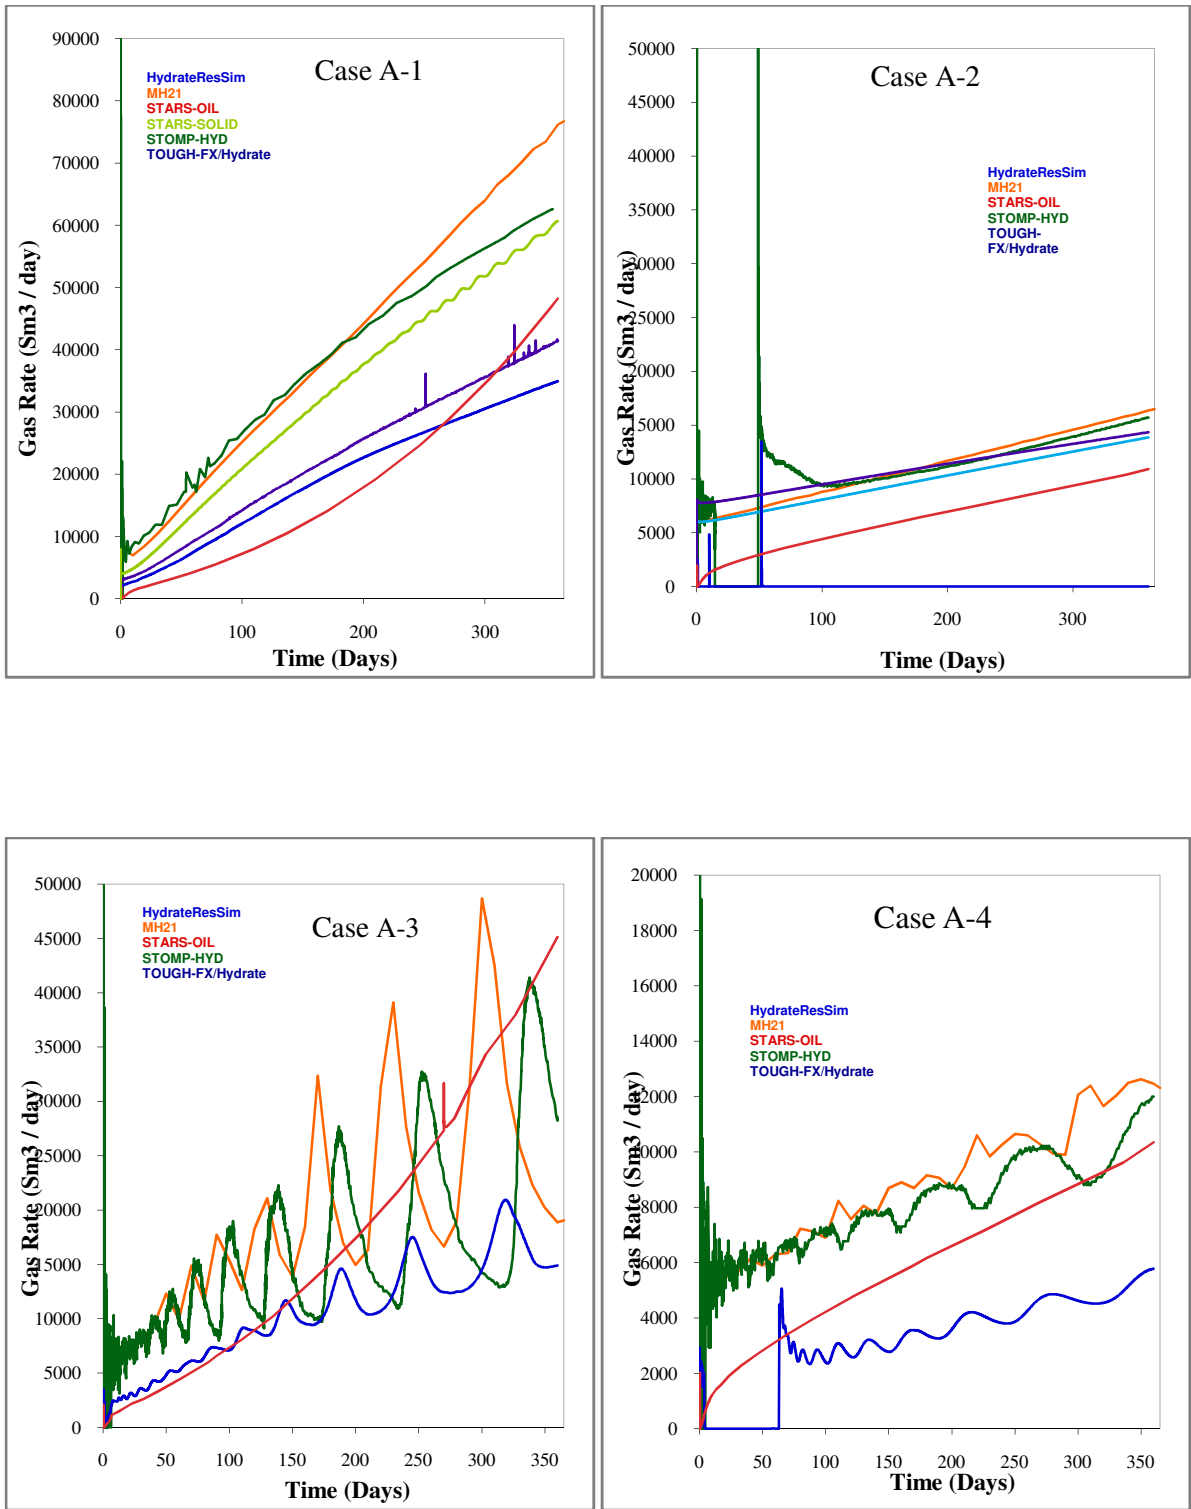 Case A-1
Gas Rate (Sm3 / day)
90000
80000
70000
60000
50000
40000
30000
20000
10000
0
HydrateResSim
MH21
STARS-OIL
STARS-SOLID
STOMP-HYD
TOUGH-FX/Hydrate
0 100 200 300
Time (Days)
Case A-2
Gas Rate (Sm3 / day)
50000
45000
40000
35000
30000
25000
20000
15000
10000
5000
0
HydrateResSim
MH21
STARS-OIL
STOMP-HYD
TOUGH-
FX/Hydrate
0 100 200 300
Time (Days)
Case A-3
Gas Rate (Sm3 / day)
50000
45000
40000
35000
30000
25000
20000
15000
10000
5000
0
HydrateResSim
MH21
STARS-OIL
STOMP-HYD
TOUGH-FX/Hydrate
0 50 100 150 200 250 300 350
Time (Days)
Case A-4
Gas Rate (Sm3 / day)
20000
18000
16000
14000
12000
10000
8000
6000
4000
2000
0
HydrateResSim
MH21
STARS-OIL
STOMP-HYD
TOUGH-FX/Hydrate
0 50 100 150 200 250 300 350
Time (Days)